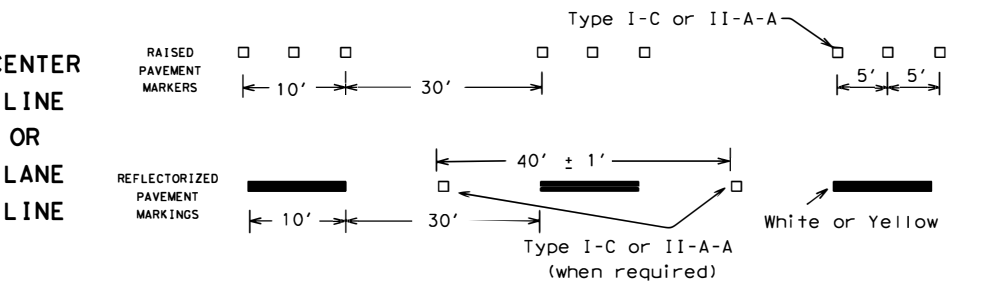 Type I-C or II-A-A
CENTER
LINE
OR
LANE
LINE
RAISED
PAVEMENT
MARKERS
10'
30'
5'
5'
40' ± 1'
REFLECTORIZED
PAVEMENT
MARKINGS
10'
30'
Type I-C or II-A-A
(when required)
White or Yellow